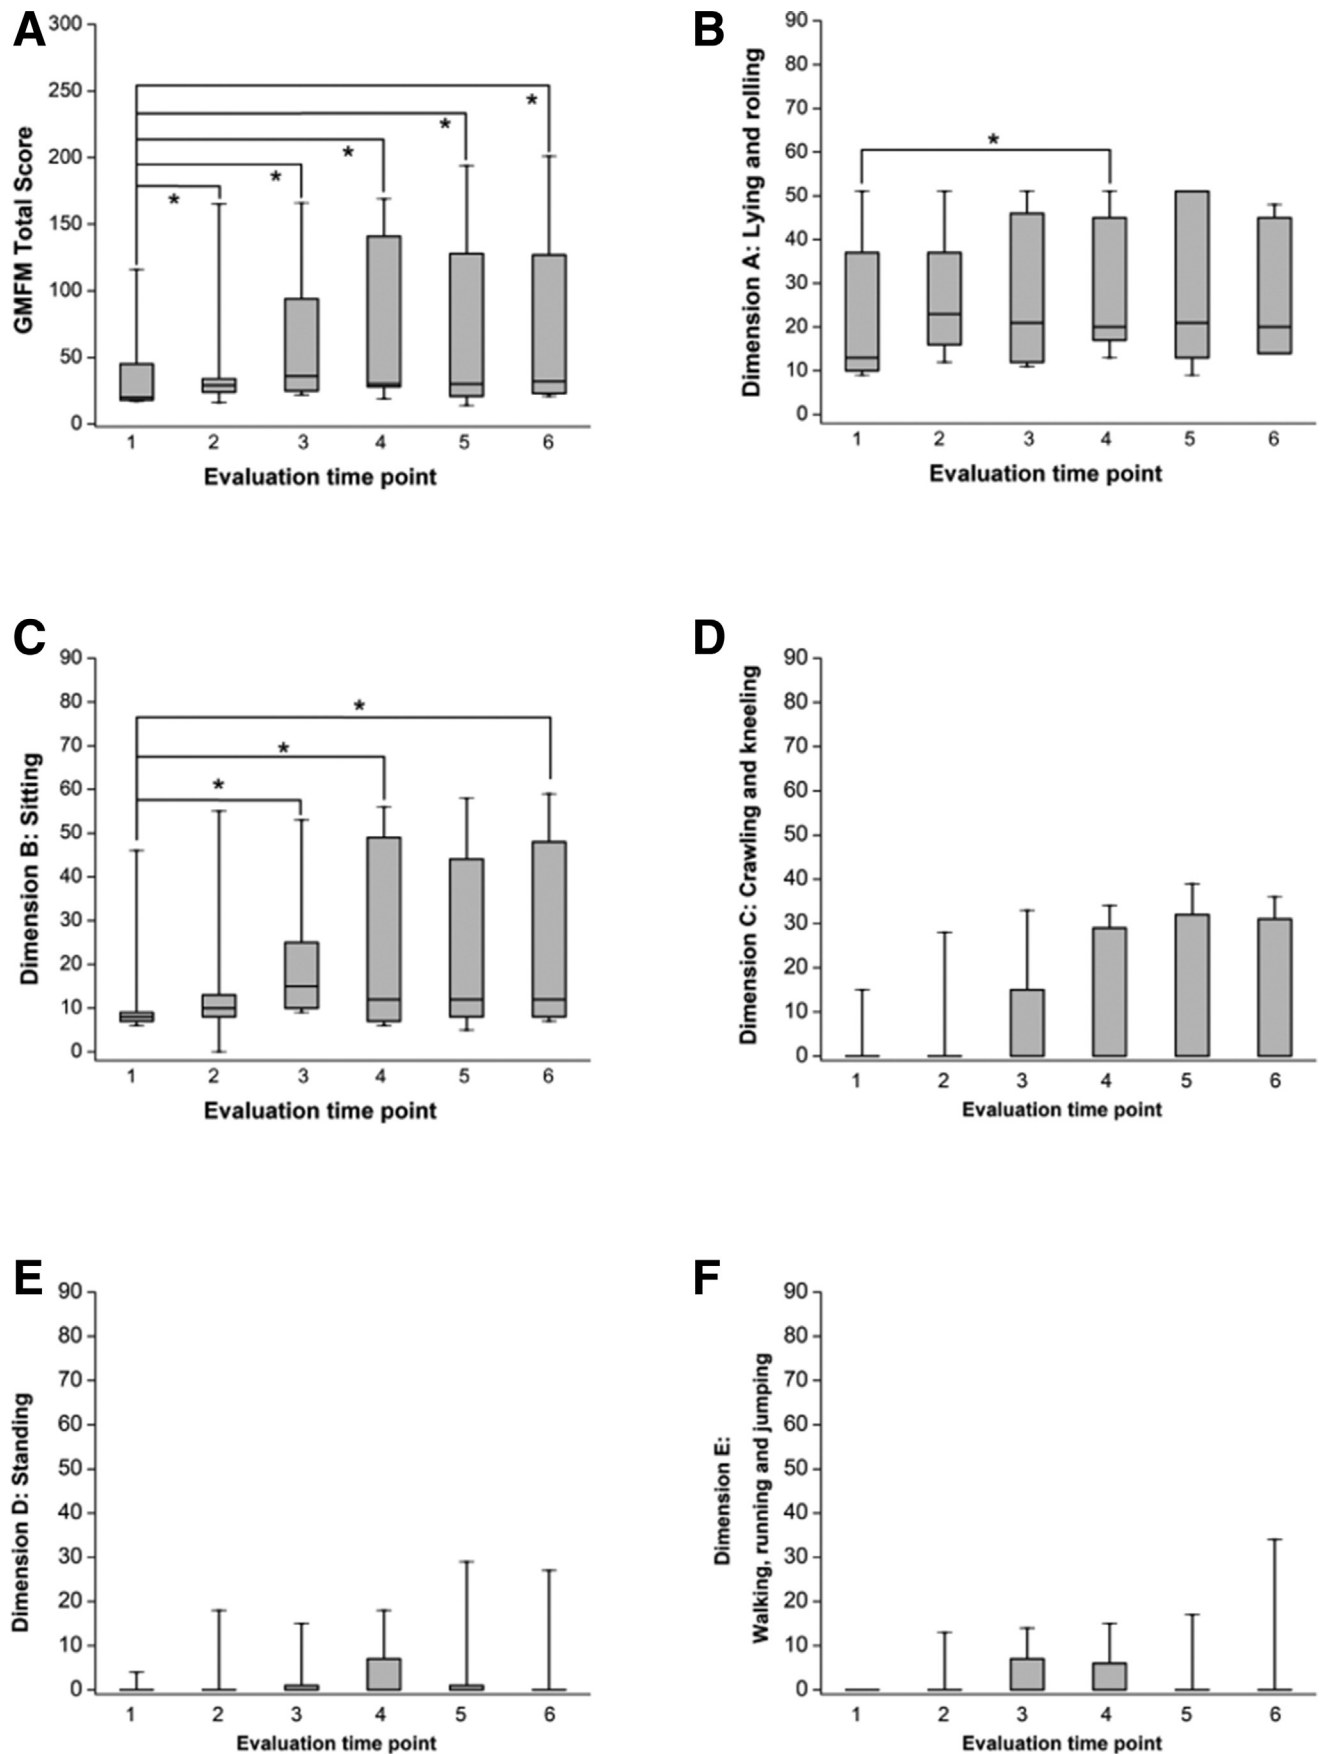 A
GMFM Total Score
300
250
200
150
100
50
0
*
*
*
*
*
1 2 3 4 5 6
Evaluation time point
B
Dimension A: Lying and rolling
90
80
70
60
50
40
30
20
10
0
*
1 2 3 4 5 6
Evaluation time point
C
Dimension B: Sitting
90
80
70
60
50
40
30
20
10
0
*
*
*
1 2 3 4 5 6
Evaluation time point
D
Dimension C: Crawling and kneeling
90
80
70
60
50
40
30
20
10
0
1 2 3 4 5 6
Evaluation time point
E
Dimension D: Standing
90
80
70
60
50
40
30
20
10
0
1 2 3 4 5 6
Evaluation time point
F
Dimension E:
Walking, running and jumping
90
80
70
60
50
40
30
20
10
0
1 2 3 4 5 6
Evaluation time point